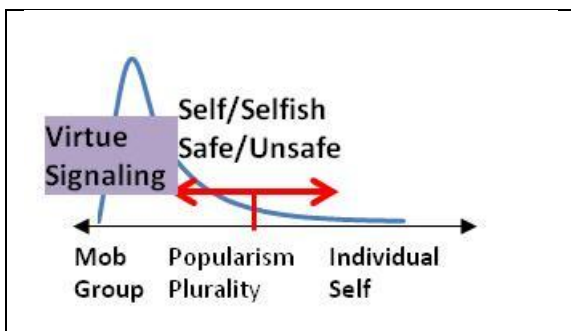 Self/Selfish
Safe/Unsafe
Virtue
Signaling
Mob
Group
Popularism
Plurality
Individual
Self